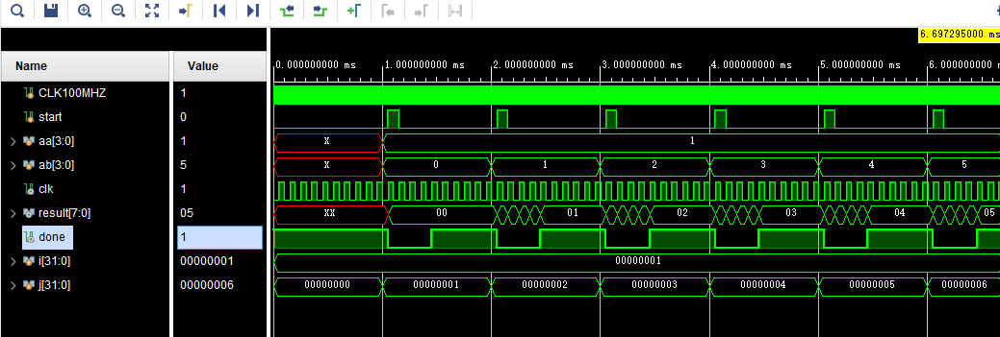 6.697295000 ms
Name Value 0.000000000 ms 1.000000000 ms 2.000000000 ms 3.000000000 ms 4.000000000 ms 5.000000000 ms 6.000000000 ms
CLK100MHZ 1
start 0
aa[3:0] 1 X 1
ab[3:0] 5 X 0 1 2 3 4 5
clk 1
result[7:0] 05 XX 00 01 02 03 04 05
done 1
i[31:0] 00000001 00000001
j[31:0] 00000006 00000000 00000001 00000002 00000003 00000004 00000005 00000006